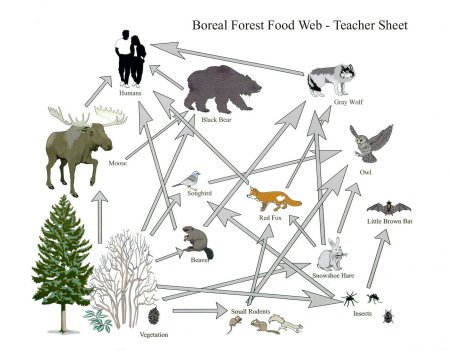 Boreal Forest Food Web - Teacher Sheet
Humans
Black Bear
Gray Wolf
Moose
Owl
Songbird
Red Fox
Little Brown Bat
Beaver
Snowshoe Hare
Vegetation
Small Rodents
Insects